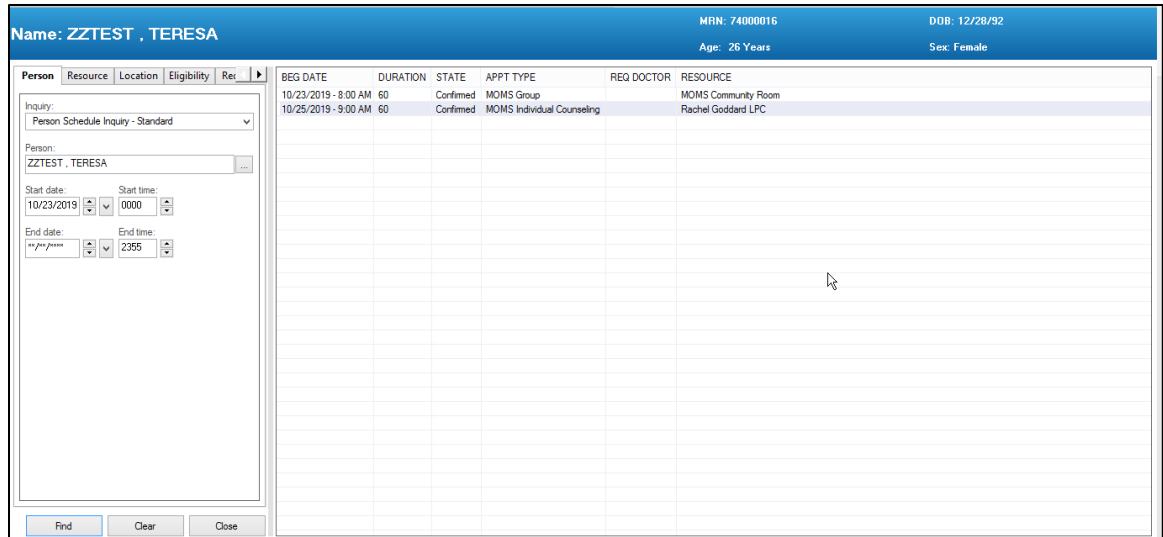 Name: ZZTEST , TERESA
MRN: 74000016
DOB: 12/28/92
Age: 26 Years
Sex: Female
Person Resource Location Eligibility
Inquiry:
Person Schedule Inquiry - Standard
Person:
ZZTEST , TERESA
...
Start date: Start time:
10/23/2019 0000
End date: End time:
**/**/**** 2355
Find Clear Close
BEG DATE DURATION STATE APPT TYPE REQ DOCTOR RESOURCE
10/23/2019 - 8:00 AM 60 Confirmed MOMS Group MOMS Community Room
10/25/2019 - 9:00 AM 60 Confirmed MOMS Individual Counseling Rachel Goddard LPC